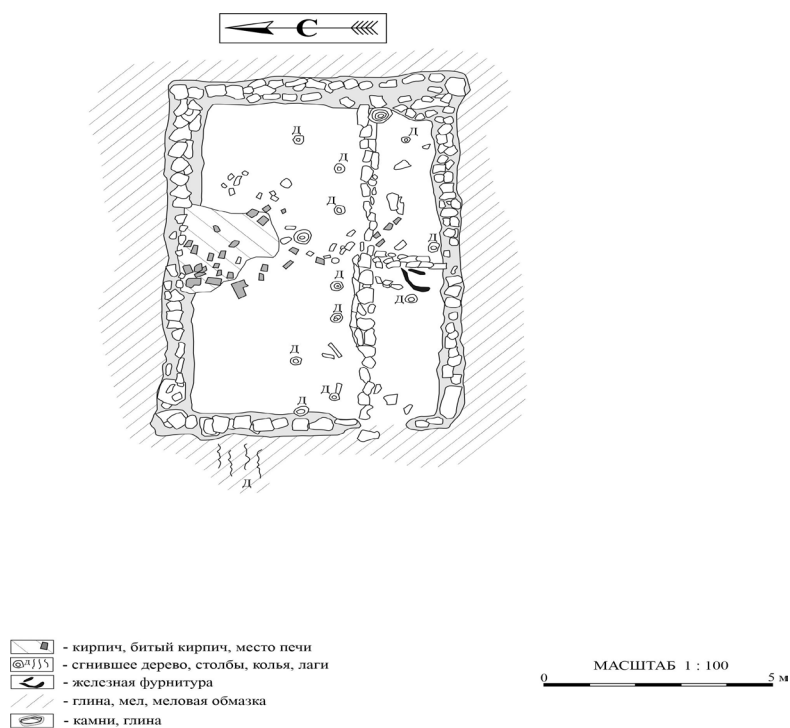 С
Д
Д
Д
Д
Д
Д
Д
Д
Д
Д
Д
Д
Д
- кирпич, битый кирпич, место печи
д
- сгнившее дерево, столбы, колья, лаги
- железная фурнитура
- глина, мел, меловая обмазка
- камни, глина
МАСШТАБ 1 : 100
0
5 м